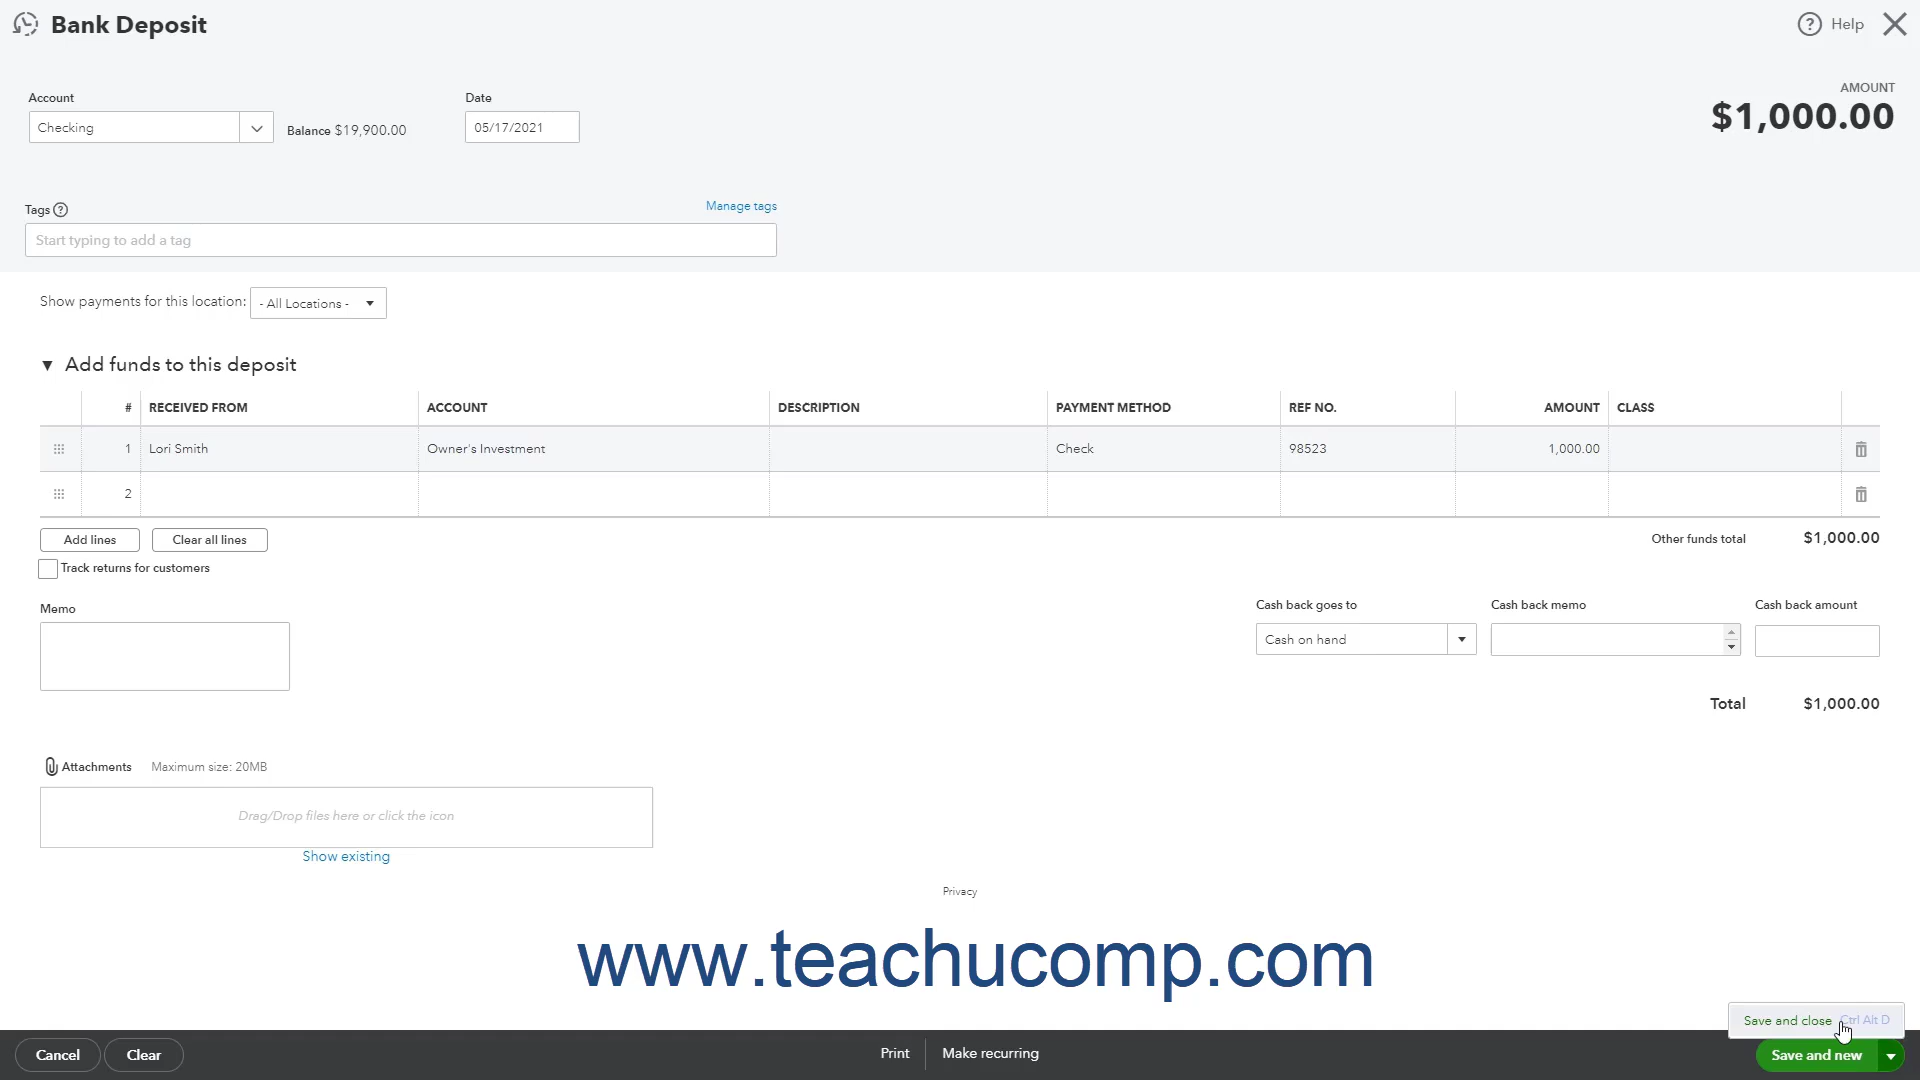 Bank Deposit
Help
AMOUNT
$1,000.00
Account
Checking
Balance $19,900.00
Date
05/17/2021
Tags
Manage tags
Start typing to add a tag
Show payments for this location: - All Locations -
Add funds to this deposit
# RECEIVED FROM ACCOUNT DESCRIPTION PAYMENT METHOD REF NO. AMOUNT CLASS
1 Lori Smith Owner's Investment Check 98523 1,000.00
2
Add lines Clear all lines
Other funds total $1,000.00
Track returns for customers
Memo
Cash back goes to
Cash on hand
Cash back memo
Cash back amount
Total $1,000.00
Attachments Maximum size: 20MB
Drag/Drop files here or click the icon
Show existing
Privacy
www.teachucomp.com
Save and close Ctrl Alt D
Cancel Clear Print Make recurring Save and new